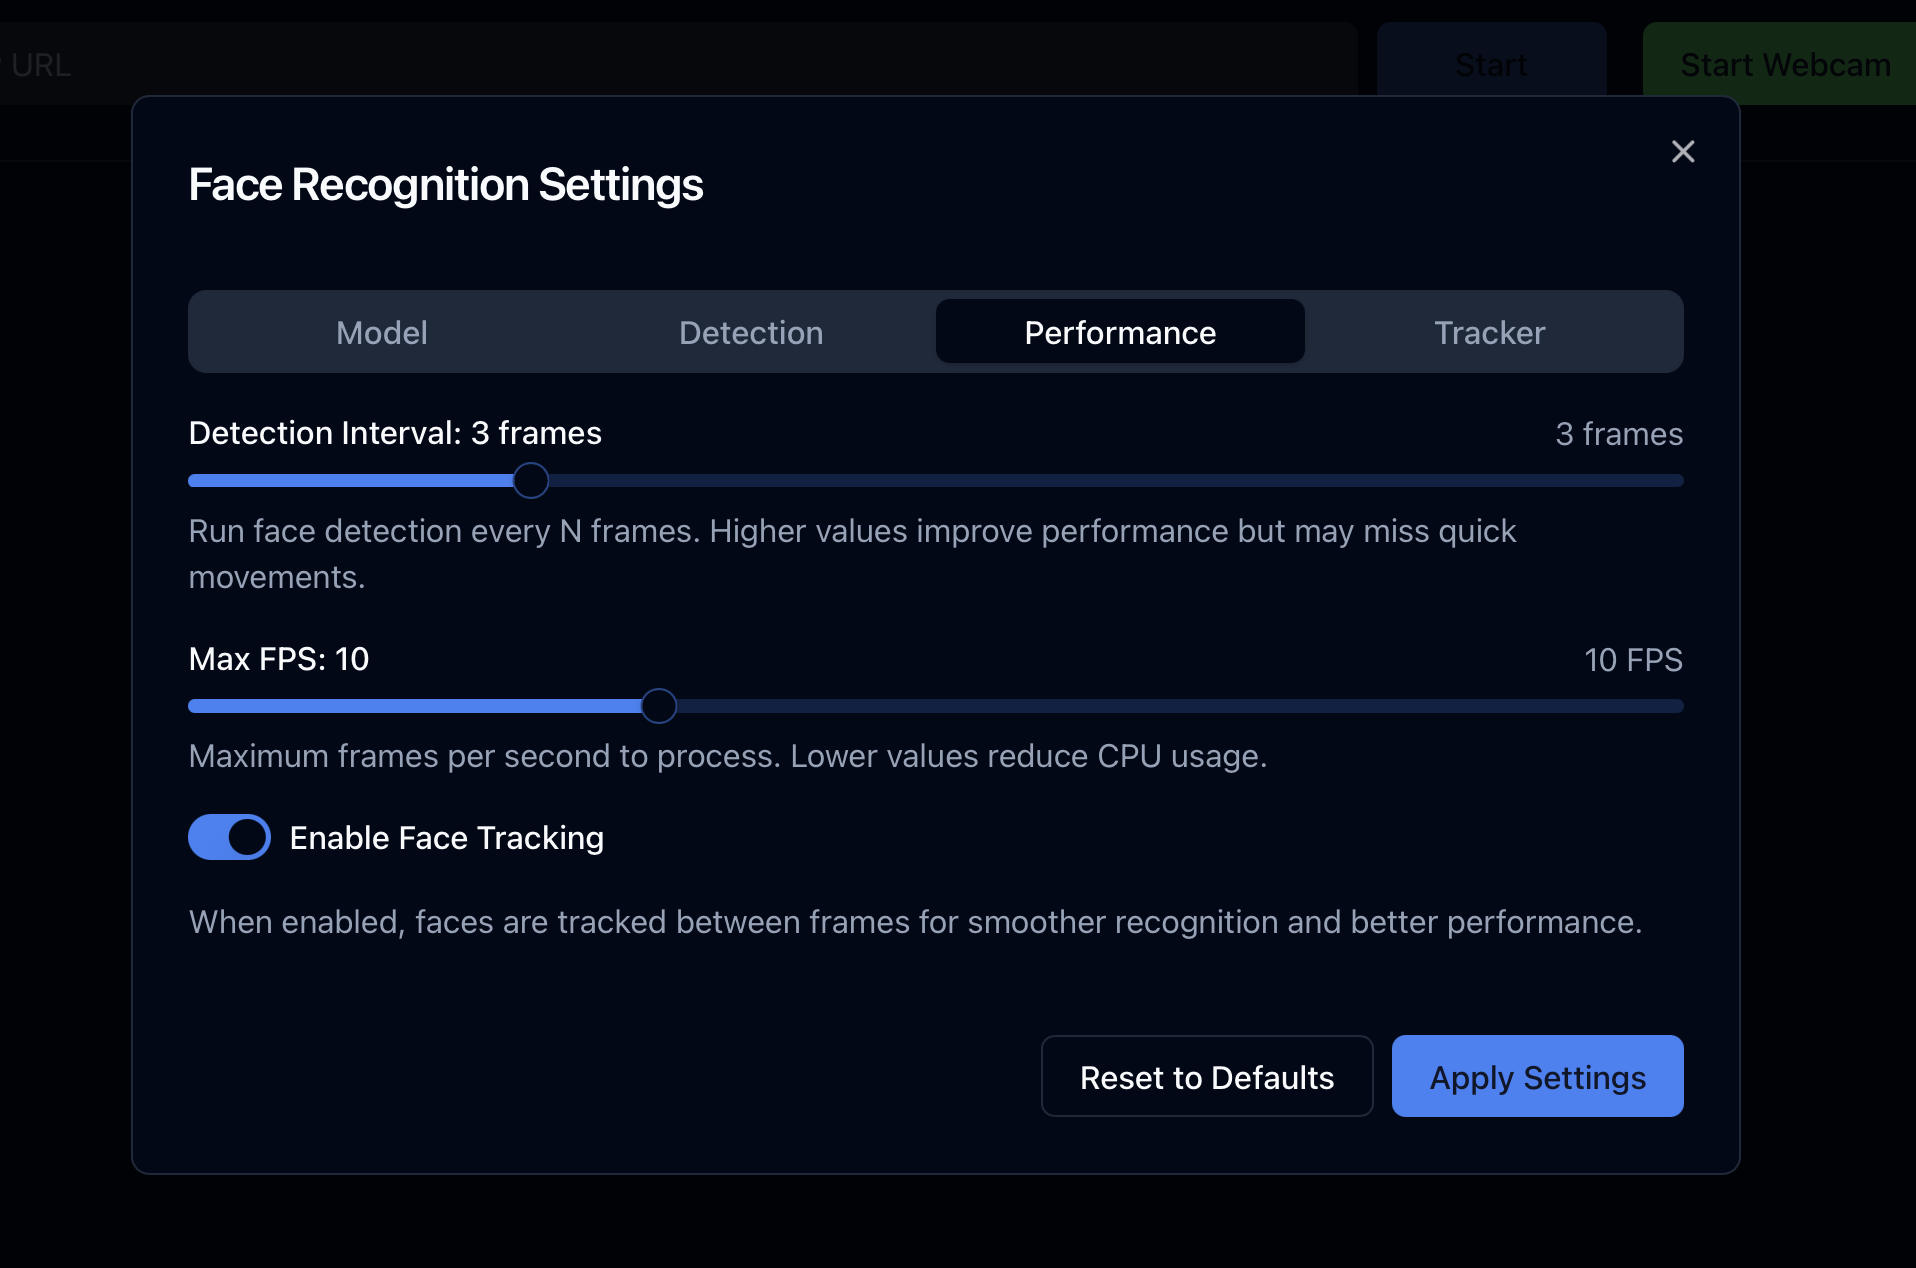 URL
Start
Start Webcam
Face Recognition Settings
Model
Detection
Performance
Tracker
Detection Interval: 3 frames
3 frames
Run face detection every N frames. Higher values improve performance but may miss quick
movements.
Max FPS: 10
10 FPS
Maximum frames per second to process. Lower values reduce CPU usage.
Enable Face Tracking
When enabled, faces are tracked between frames for smoother recognition and better performance.
Reset to Defaults
Apply Settings